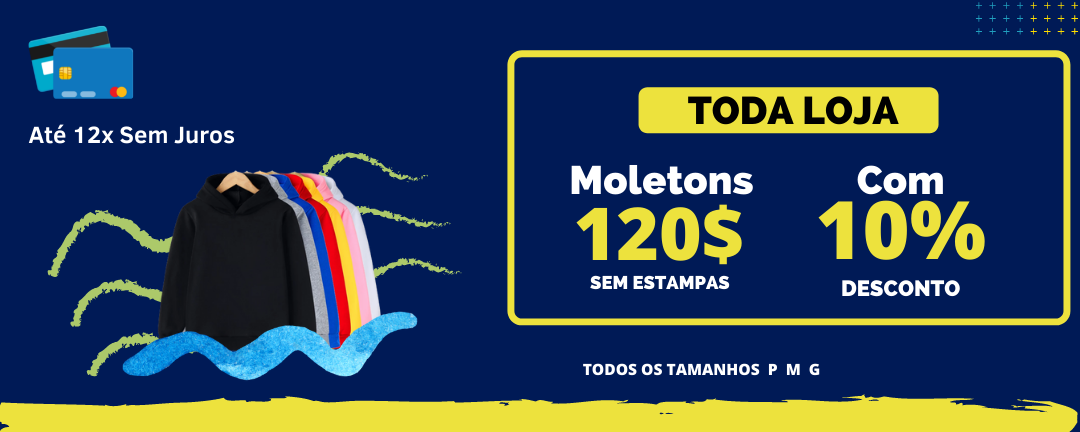 Até 12x Sem Juros
TODA LOJA
Moletons
120$
SEM ESTAMPAS
Com
10%
DESCONTO
TODOS OS TAMANHOS P M G